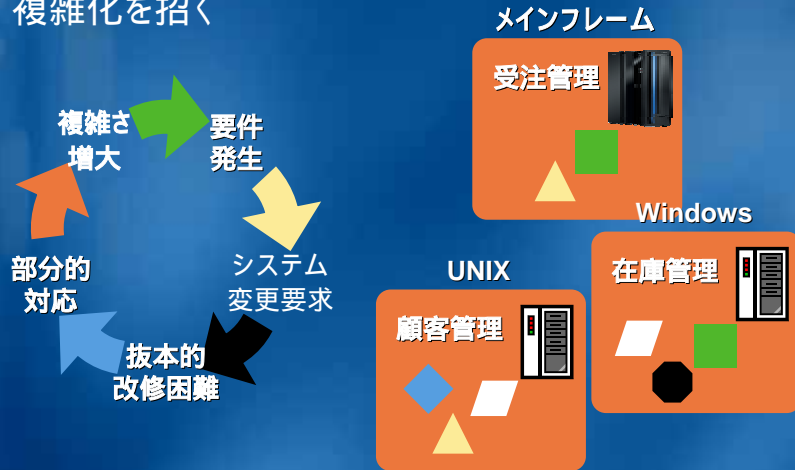 複雑化を招く
複雑さ
増大
要件
発生
システム
変更要求
抜本的
改修困難
部分的
対応
メインフレーム
受注管理
Windows
在庫管理
UNIX
顧客管理